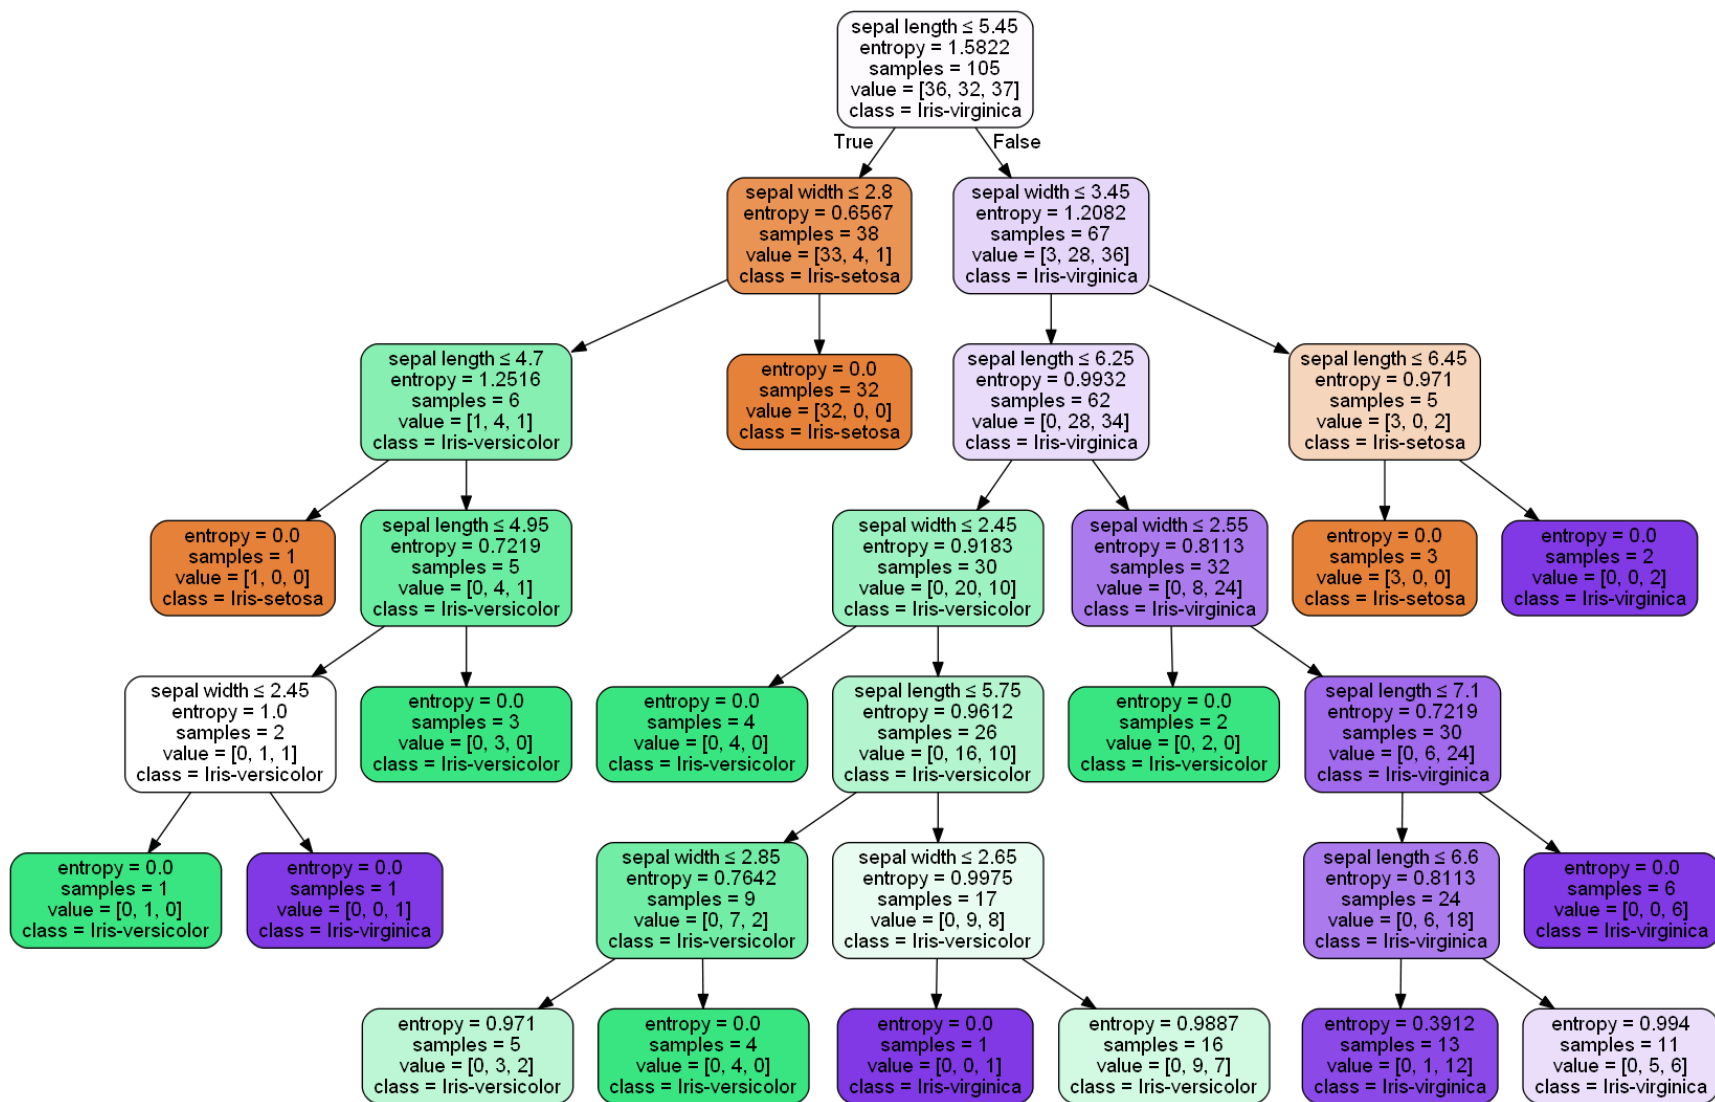 sepal length ≤ 5.45
entropy = 1.5822
samples = 105
value = [36, 32, 37]
class = Iris-virginica
True
False
sepal width ≤ 2.8
entropy = 0.6567
samples = 38
value = [33, 4, 1]
class = Iris-setosa
sepal width ≤ 3.45
entropy = 1.2082
samples = 67
value = [3, 28, 36]
class = Iris-virginica
sepal length ≤ 4.7
entropy = 1.2516
samples = 6
value = [1, 4, 1]
class = Iris-versicolor
entropy = 0.0
samples = 32
value = [32, 0, 0]
class = Iris-setosa
sepal length ≤ 6.25
entropy = 0.9932
samples = 62
value = [0, 28, 34]
class = Iris-virginica
sepal length ≤ 6.45
entropy = 0.971
samples = 5
value = [3, 0, 2]
class = Iris-setosa
entropy = 0.0
samples = 1
value = [1, 0, 0]
class = Iris-setosa
sepal length ≤ 4.95
entropy = 0.7219
samples = 5
value = [0, 4, 1]
class = Iris-versicolor
sepal width ≤ 2.45
entropy = 0.9183
samples = 30
value = [0, 20, 10]
class = Iris-versicolor
sepal width ≤ 2.55
entropy = 0.8113
samples = 32
value = [0, 8, 24]
class = Iris-virginica
entropy = 0.0
samples = 3
value = [3, 0, 0]
class = Iris-setosa
entropy = 0.0
samples = 2
value = [0, 0, 2]
class = Iris-virginica
sepal width ≤ 2.45
entropy = 1.0
samples = 2
value = [0, 1, 1]
class = Iris-versicolor
entropy = 0.0
samples = 3
value = [0, 3, 0]
class = Iris-versicolor
entropy = 0.0
samples = 4
value = [0, 4, 0]
class = Iris-versicolor
sepal length ≤ 5.75
entropy = 0.9612
samples = 26
value = [0, 16, 10]
class = Iris-versicolor
entropy = 0.0
samples = 2
value = [0, 2, 0]
class = Iris-versicolor
sepal length ≤ 7.1
entropy = 0.7219
samples = 30
value = [0, 6, 24]
class = Iris-virginica
entropy = 0.0
samples = 1
value = [0, 1, 0]
class = Iris-versicolor
entropy = 0.0
samples = 1
value = [0, 0, 1]
class = Iris-virginica
sepal width ≤ 2.85
entropy = 0.7642
samples = 9
value = [0, 7, 2]
class = Iris-versicolor
sepal width ≤ 2.65
entropy = 0.9975
samples = 17
value = [0, 9, 8]
class = Iris-versicolor
sepal length ≤ 6.6
entropy = 0.8113
samples = 24
value = [0, 6, 18]
class = Iris-virginica
entropy = 0.0
samples = 6
value = [0, 0, 6]
class = Iris-virginica
entropy = 0.971
samples = 5
value = [0, 3, 2]
class = Iris-versicolor
entropy = 0.0
samples = 4
value = [0, 4, 0]
class = Iris-versicolor
entropy = 0.0
samples = 1
value = [0, 0, 1]
class = Iris-virginica
entropy = 0.9887
samples = 16
value = [0, 9, 7]
class = Iris-versicolor
entropy = 0.3912
samples = 13
value = [0, 1, 12]
class = Iris-virginica
entropy = 0.994
samples = 11
value = [0, 5, 6]
class = Iris-virginica